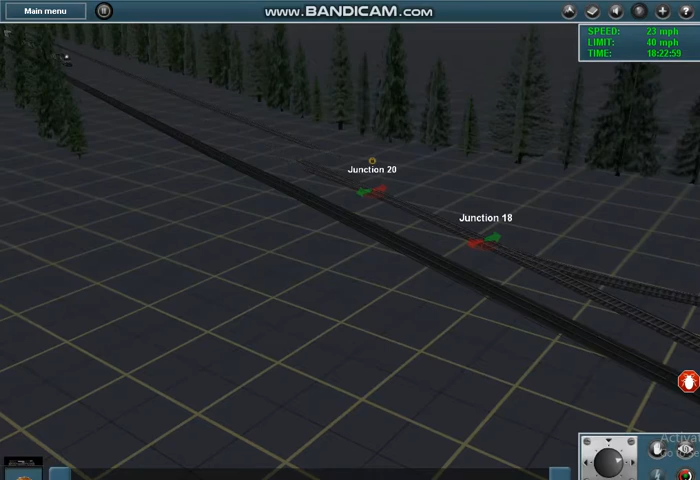 Main menu
www.BANDICAM.com
SPEED: 23 mph
LIMIT: 40 mph
TIME: 18:22:59
Junction 20
Junction 18
Activa